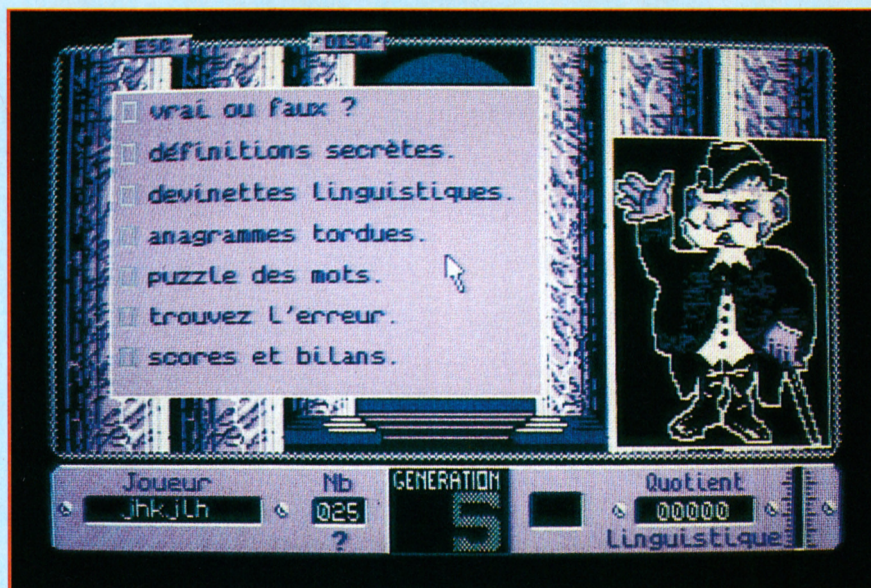 ESC
DISQ
vrai ou faux ?
définitions secrètes.
devinettes linguistiques.
anagrammes tordues.
puzzle des mots.
trouvez l'erreur.
scores et bilans.
Joueur
jhkjlh
Nb
025
?
GENERATION
5
Quotient
00000
Linguistique